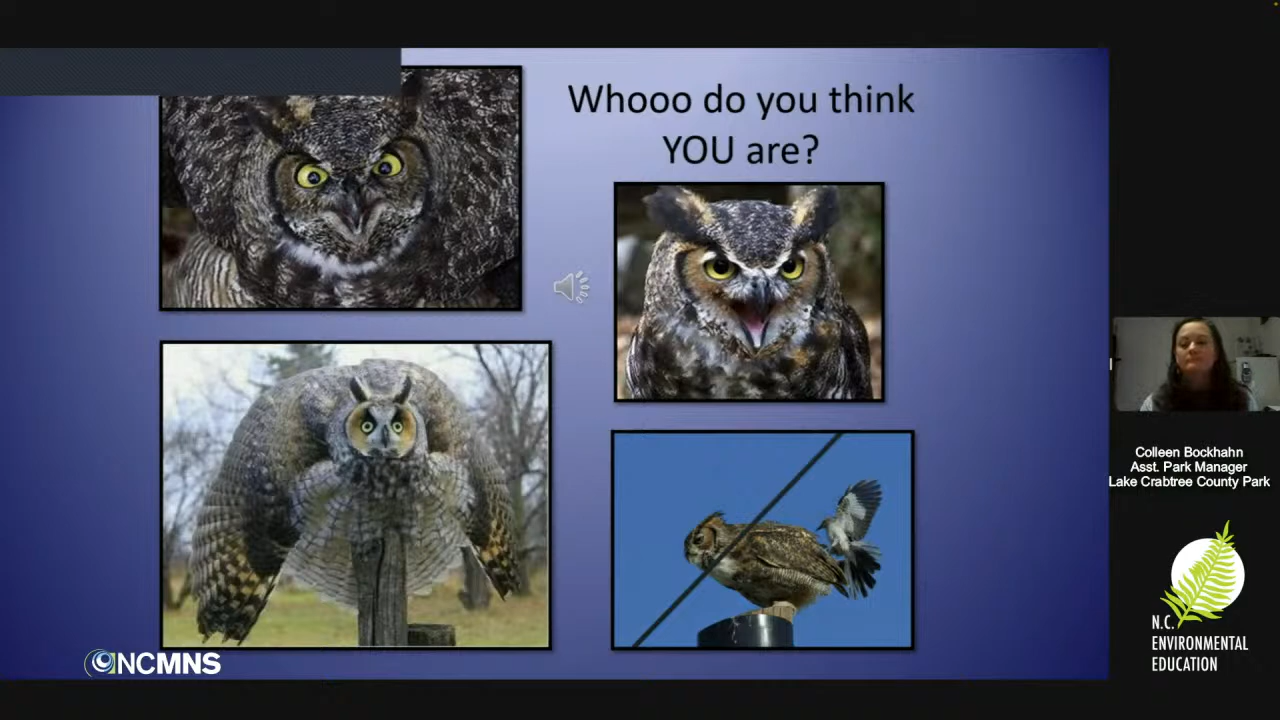 Whooo do you think
YOU are?
Colleen Bockhahn
Asst. Park Manager
Lake Crabtree County Park
NCMNS
N.C.
ENVIRONMENTAL
EDUCATION